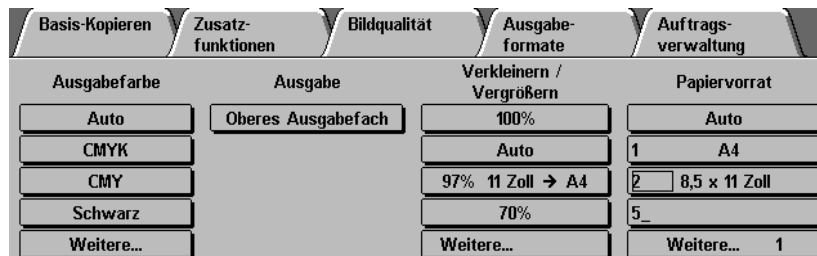 Basis-Kopieren
Zusatz-
funktionen
Bildqualität
Ausgabe-
formate
Auftrags-
verwaltung
Ausgabefarbe
Auto
CMYK
CMY
Schwarz
Weitere...
Ausgabe
Oberes Ausgabefach
Verkleinern /
Vergrößern
100%
Auto
97% 11 Zoll → A4
70%
Weitere...
Papiervorrat
Auto
1 A4
2 8,5 x 11 Zoll
5_
Weitere... 1